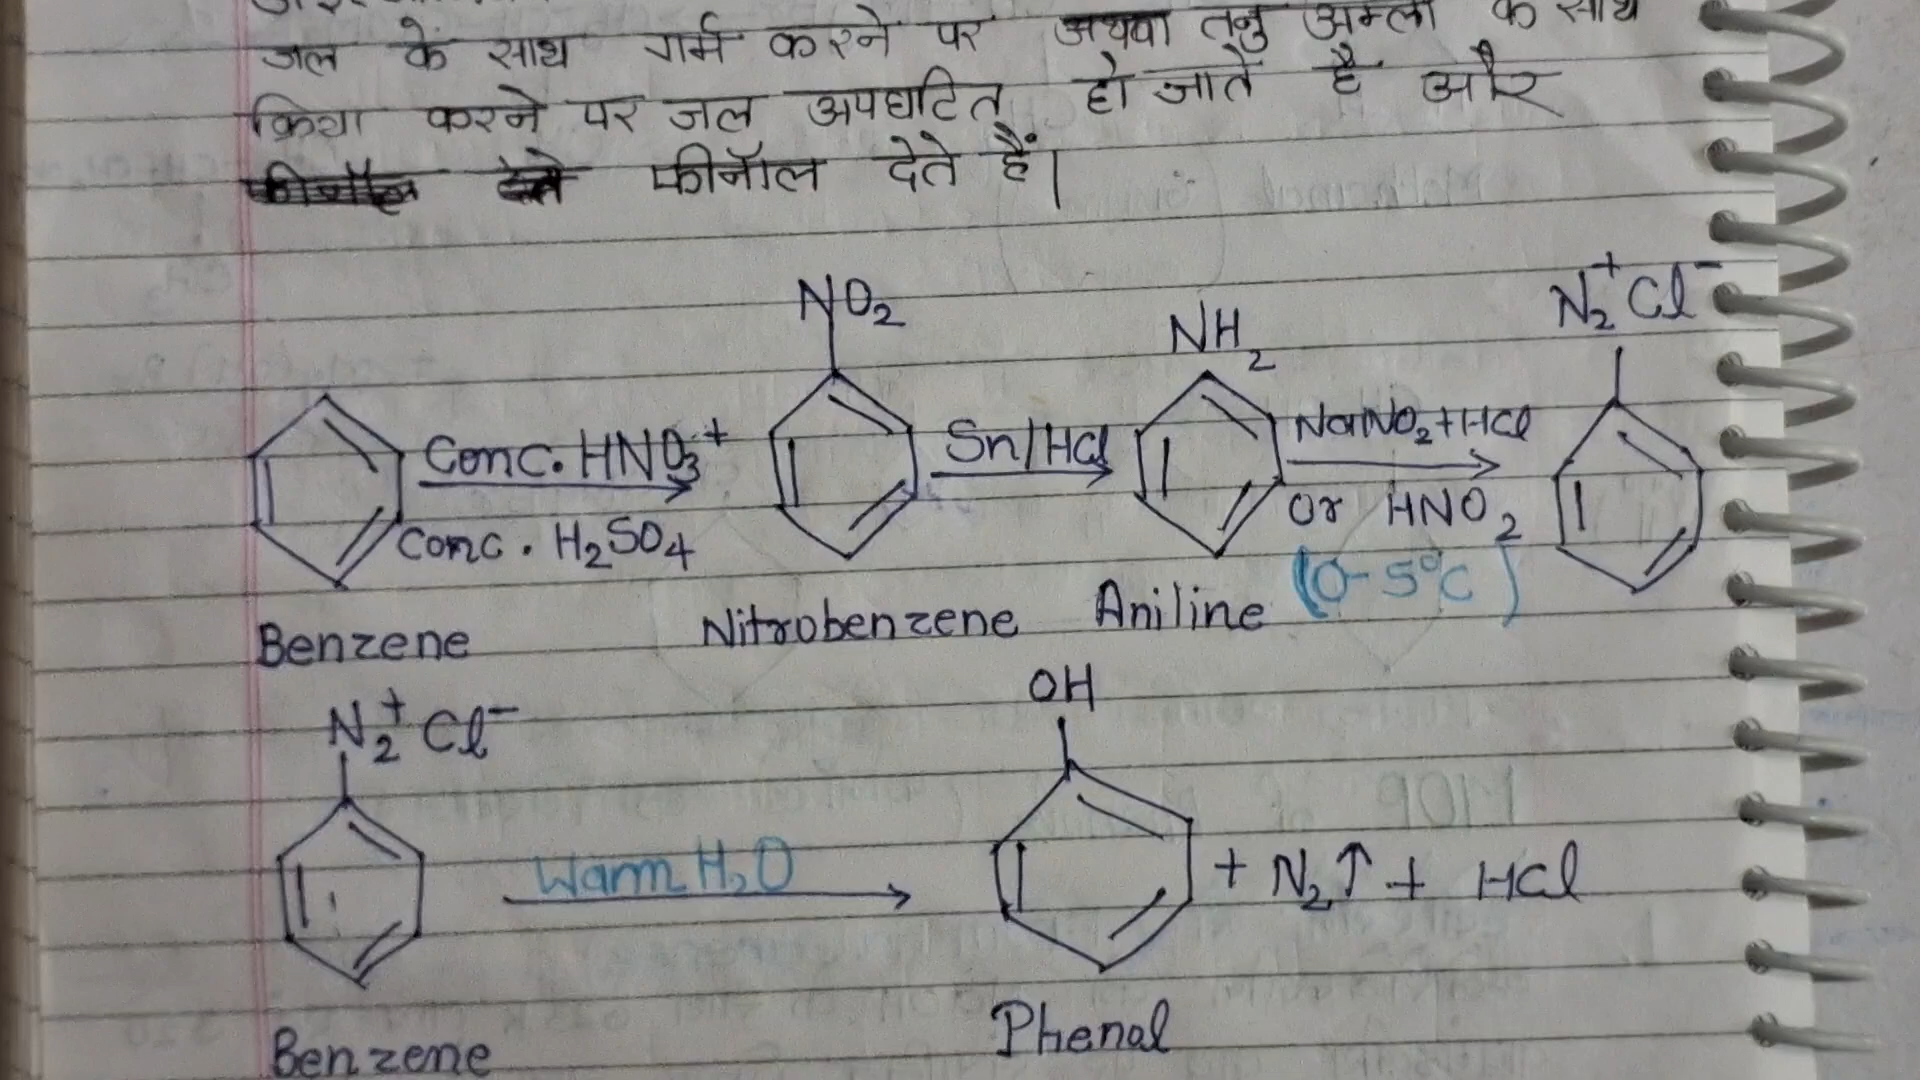 जल के साथ गर्म करने पर अथवा तनु अम्लों के साथ
क्रिया करने पर जल अपघटित हो जाते हैं और
फीनॉल देते हैं।
NO2
NH2
N2+Cl-
Conc. HNO3+
Conc. H2SO4
Sn/HCl
NaNO2+HCl
Or HNO2
(0-5°C)
Benzene Nitrobenzene Aniline
N2+Cl-
OH
Warm H2O
+ N2↑ + HCl
Benzene
Phenol